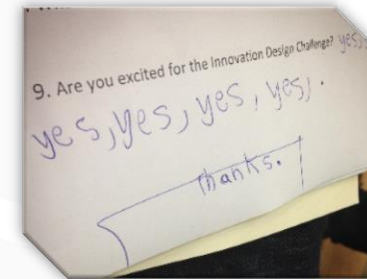 9. Are you excited for the Innovation Design Challenge? yes,
yes, yes, yes, yes,.
Thanks.